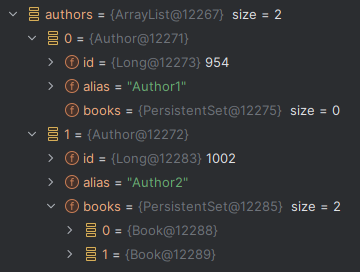 authors = {ArrayList@12267} size = 2
0 = {Author@12271}
f id = {Long@12273} 954
f alias = "Author1"
f books = {PersistentSet@12275} size = 0
1 = {Author@12272}
f id = {Long@12283} 1002
f alias = "Author2"
f books = {PersistentSet@12285} size = 2
0 = {Book@12288}
1 = {Book@12289}